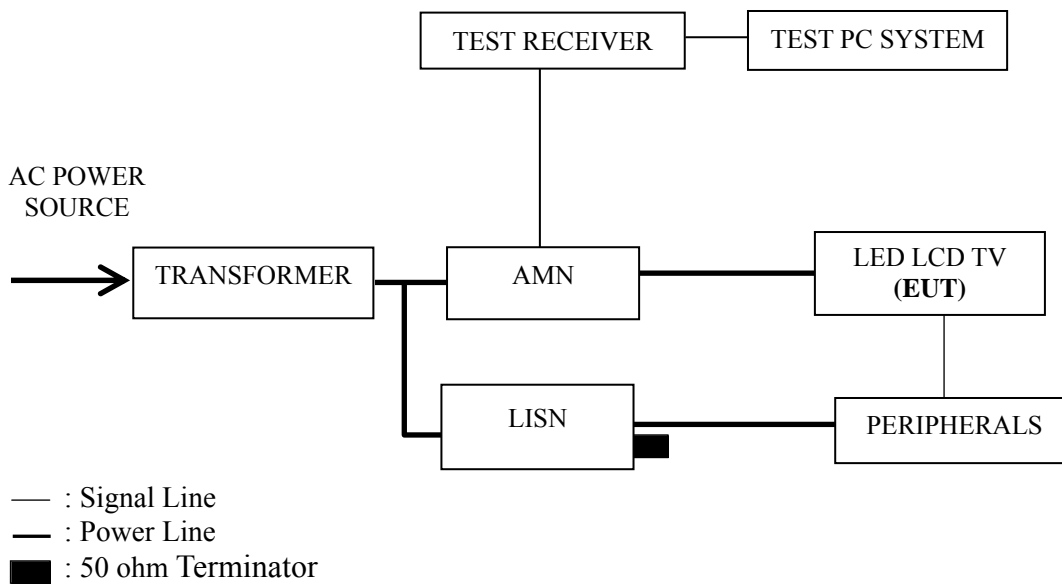 TEST RECEIVER
TEST PC SYSTEM
AC POWER
SOURCE
TRANSFORMER
AMN
LED LCD TV
(EUT)
LISN
PERIPHERALS
: Signal Line
: Power Line
: 50 ohm Terminator